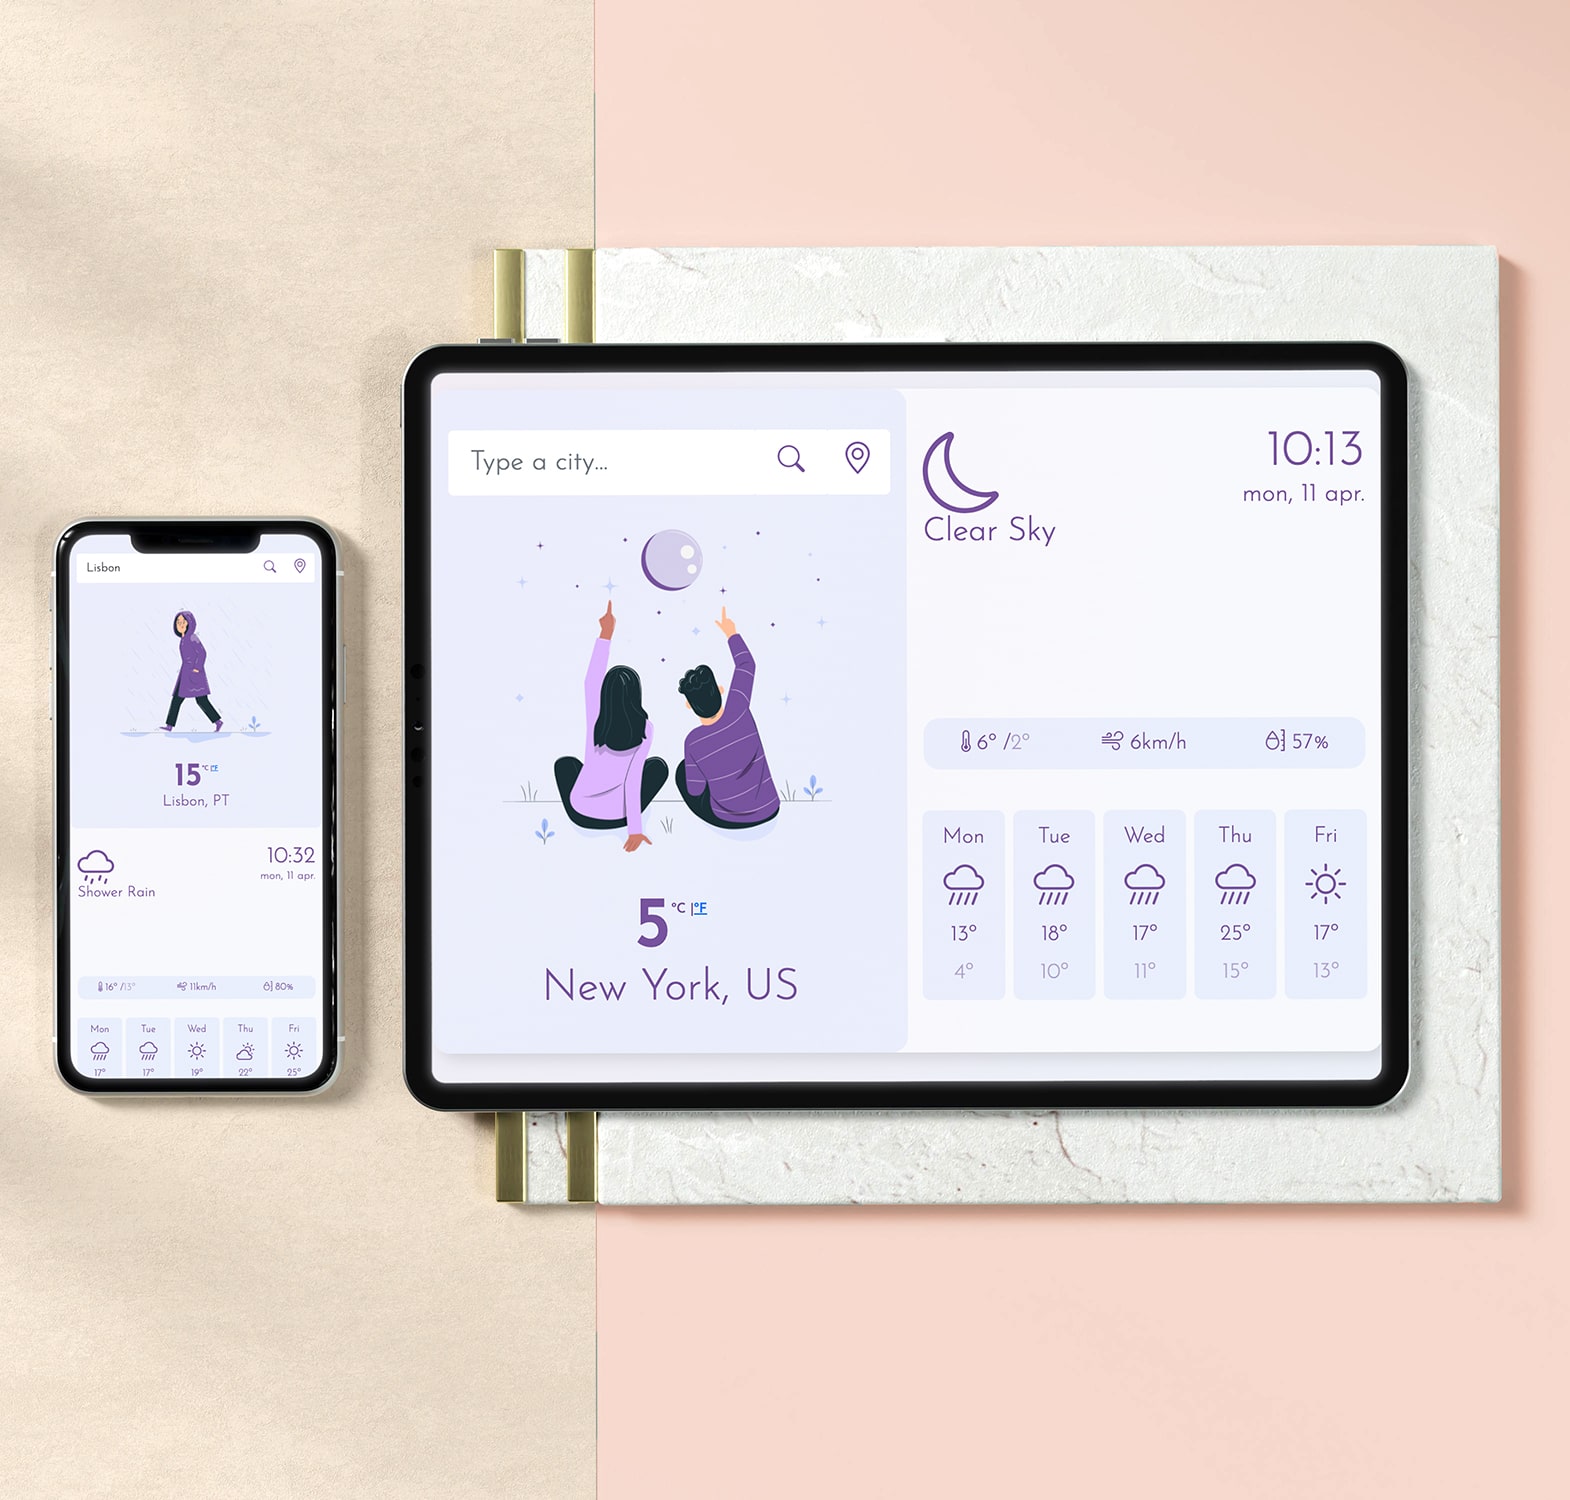 Lisbon
15 °C °F
Lisbon, PT
10:32
mon, 11 apr.
Shower Rain
16° /13° 11km/h 80%
Mon Tue Wed Thu Fri
17° 17° 19° 22° 25°
Type a city...
5 °C |°F
New York, US
10:13
mon, 11 apr.
Clear Sky
6° /2° 6km/h 57%
Mon Tue Wed Thu Fri
13° 18° 17° 25° 17°
4° 10° 11° 15° 13°